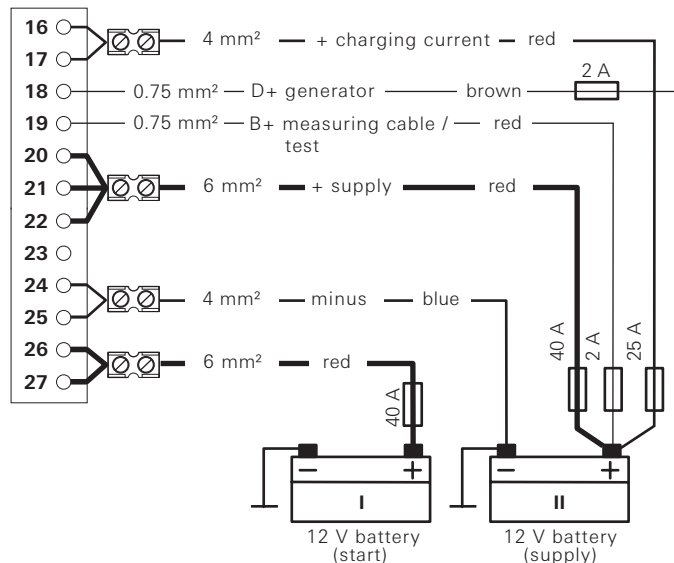 16
17
4 mm² + charging current red
2 A
18
0.75 mm² D+ generator brown
19
0.75 mm² B+ measuring cable / red
test
20
21
22
6 mm² + supply red
23
24
25
4 mm² minus blue
26
27
6 mm² red
40 A
40 A
2 A
25 A
I
II
12 V battery
(start)
12 V battery
(supply)